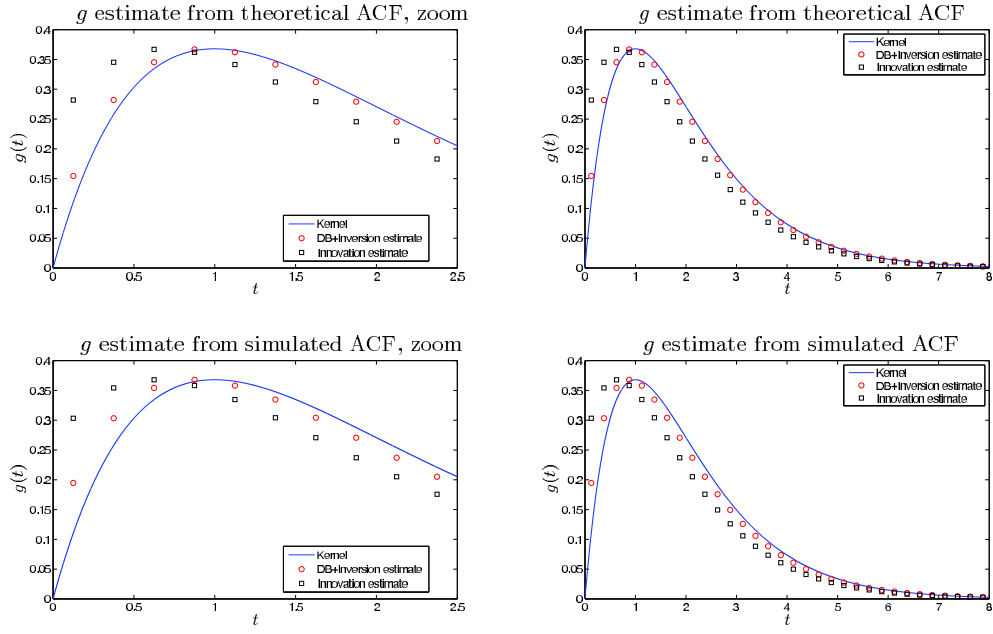 g estimate from theoretical ACF, zoom
0.4
0.35
0.3
0.25
0.2
0.15
0.1
0.05
0
g(t)
Kernel
DB+Inversion estimate
Innovation estimate
0 0.5 1 1.5 2 2.5
t
g estimate from theoretical ACF
0.4
0.35
0.3
0.25
0.2
0.15
0.1
0.05
0
g(t)
Kernel
DB+Inversion estimate
Innovation estimate
0 1 2 3 4 5 6 7 8
t
g estimate from simulated ACF, zoom
0.4
0.35
0.3
0.25
0.2
0.15
0.1
0.05
0
g(t)
Kernel
DB+Inversion estimate
Innovation estimate
0 0.5 1 1.5 2 2.5
t
g estimate from simulated ACF
0.4
0.35
0.3
0.25
0.2
0.15
0.1
0.05
0
g(t)
Kernel
DB+Inversion estimate
Innovation estimate
0 1 2 3 4 5 6 7 8
t